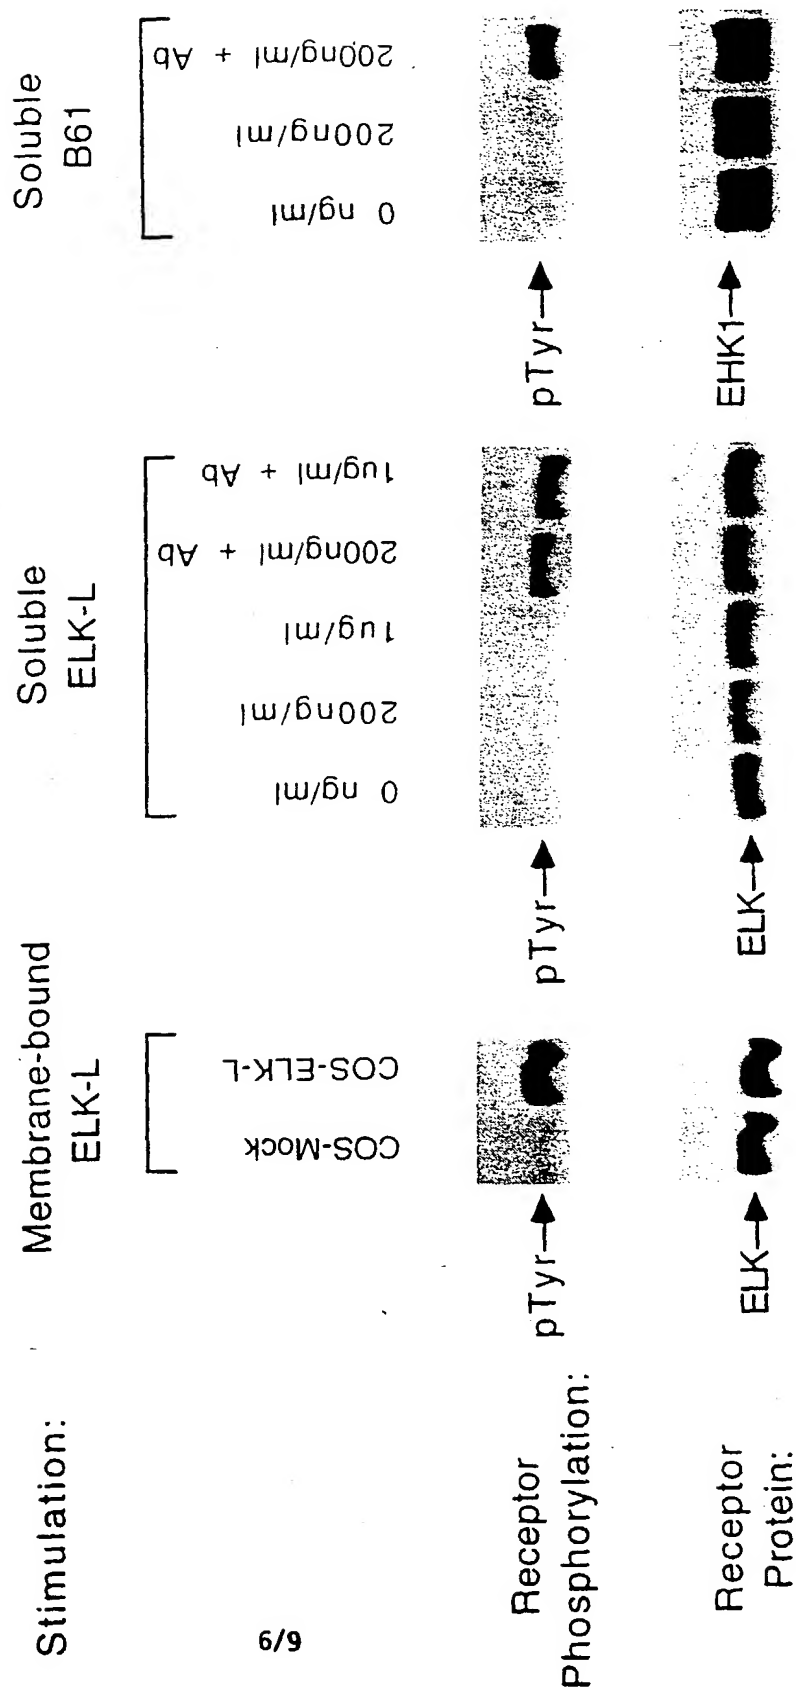 Stimulation:
Membrane-bound
ELK-L
Soluble
ELK-L
Soluble
B61
COS-Mock
COS-ELK-L
0 ng/ml
200ng/ml
1ug/ml
200ng/ml + Ab
1ug/ml + Ab
0 ng/ml
200ng/ml
200ng/ml + Ab
Receptor
Phosphorylation:
pTyr
pTyr
pTyr
Receptor
Protein:
ELK
ELK
EHK1
6/9